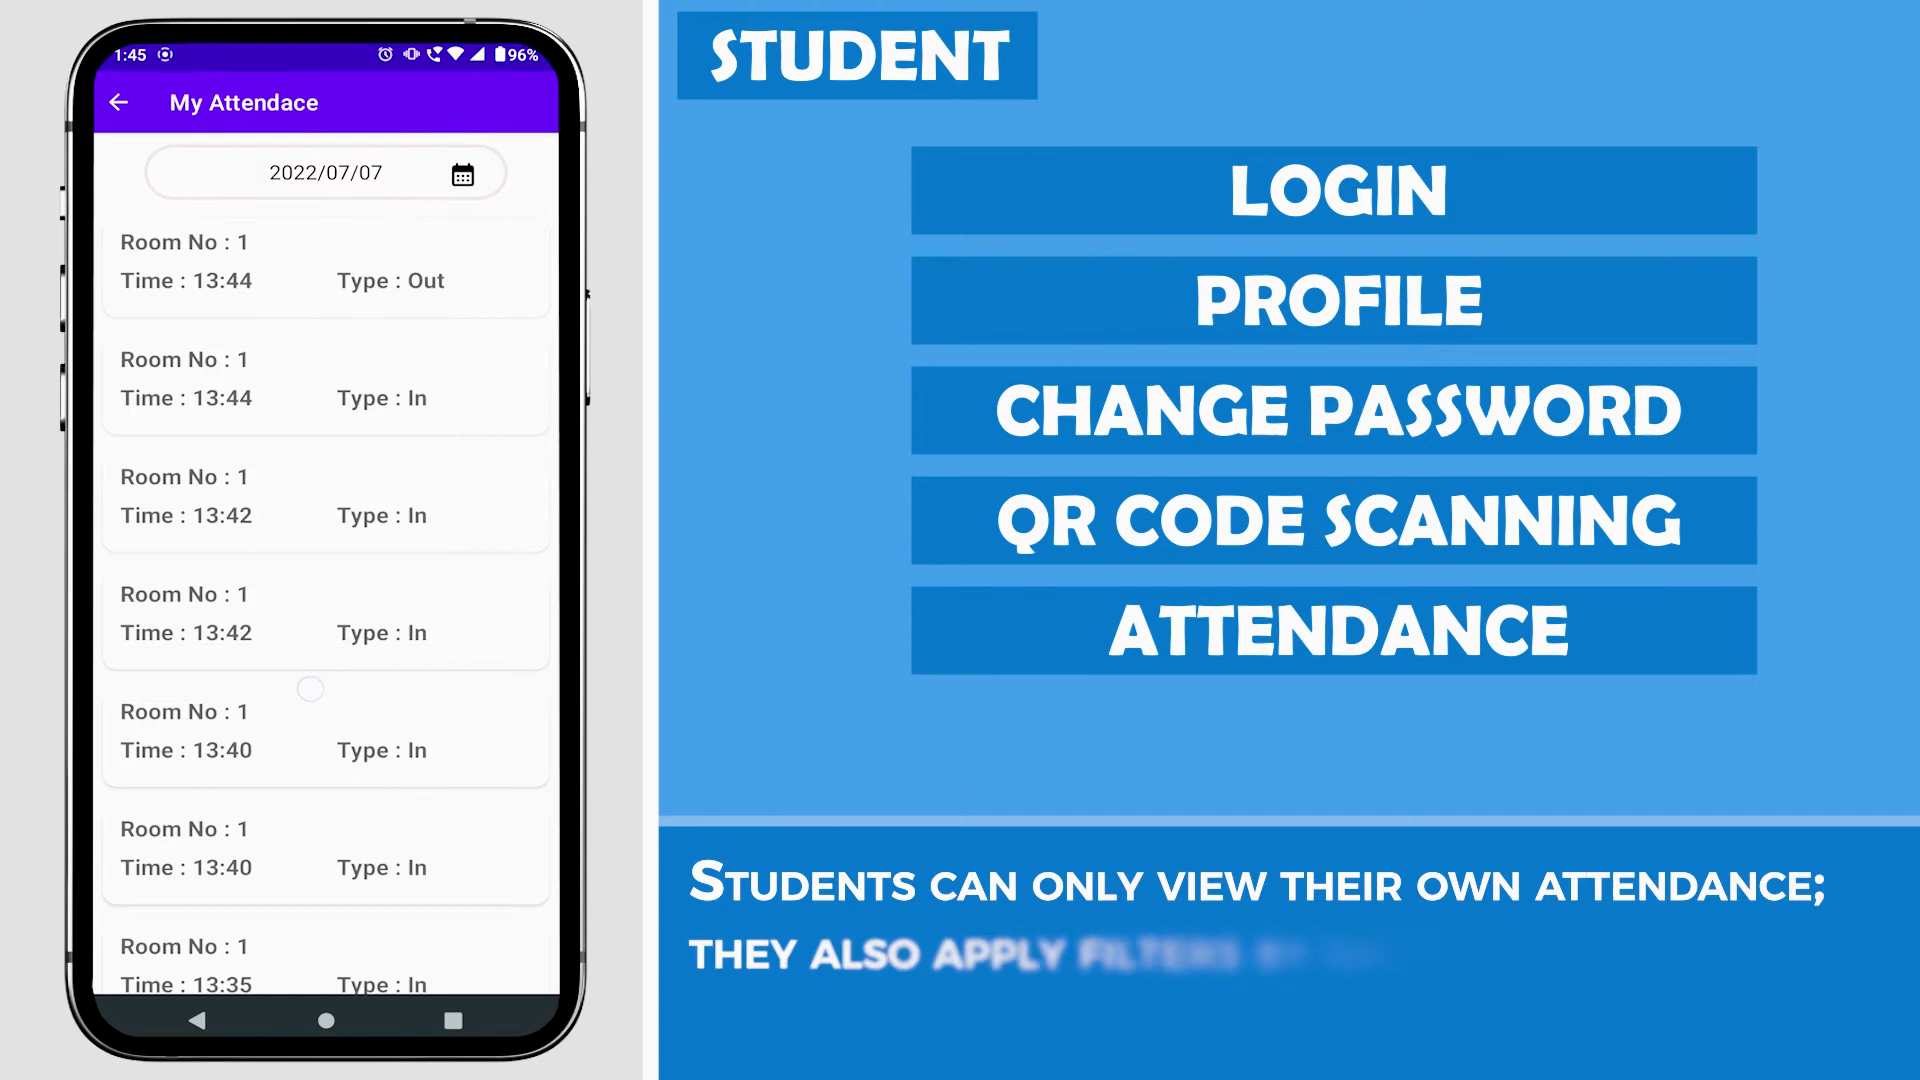 1:45
96%
My Attendace
2022/07/07
Room No : 1
Time : 13:44 Type : Out
Room No : 1
Time : 13:44 Type : In
Room No : 1
Time : 13:42 Type : In
Room No : 1
Time : 13:42 Type : In
Room No : 1
Time : 13:40 Type : In
Room No : 1
Time : 13:40 Type : In
Room No : 1
Time : 13:35 Type : In
STUDENT
LOGIN
PROFILE
CHANGE PASSWORD
QR CODE SCANNING
ATTENDANCE
STUDENTS CAN ONLY VIEW THEIR OWN ATTENDANCE;
THEY ALSO APPLY FILTERS BY